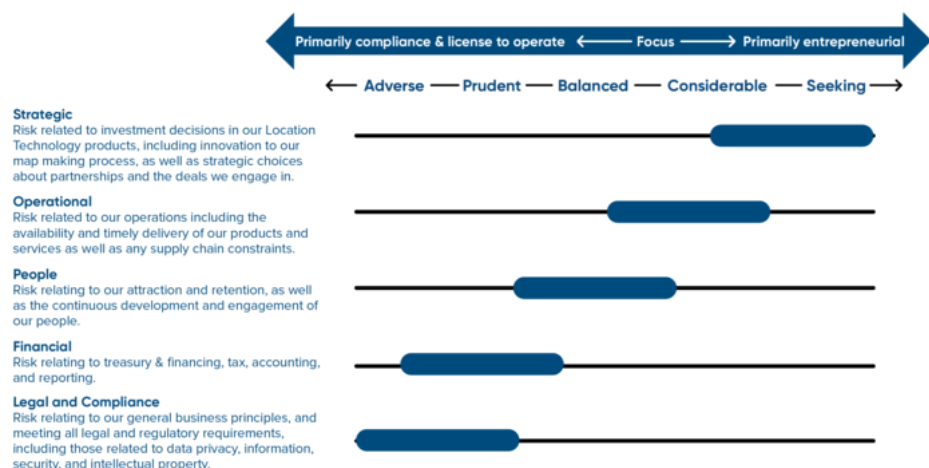 Primarily compliance & license to operate Focus Primarily entrepreneurial
Adverse Prudent Balanced Considerable Seeking
Strategic
Risk related to investment decisions in our Location
Technology products, including innovation to our
map making process, as well as strategic choices
about partnerships and the deals we engage in.
Operational
Risk related to our operations including the
availability and timely delivery of our products and
services as well as any supply chain constraints.
People
Risk relating to our attraction and retention, as well
as the continuous development and engagement of
our people.
Financial
Risk relating to treasury & financing, tax, accounting,
and reporting.
Legal and Compliance
Risk relating to our general business principles, and
meeting all legal and regulatory requirements,
including those related to data privacy, information,
security, and intellectual property.